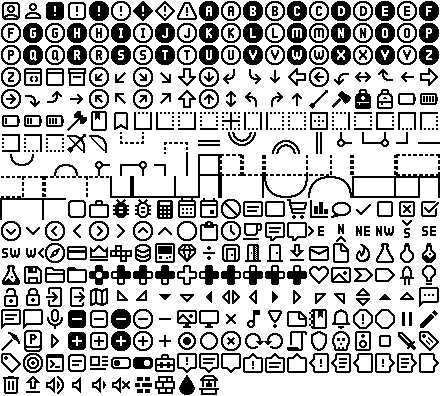 ! ! ! ! ! ! ! A A B B C C D D E E F
F G G H H I I J J K K L L M M N N O O P
P Q Q R R S S T T U U V V W W X X Y Y Z
Z
E N NE NW S SE
SW W
!
P
! !